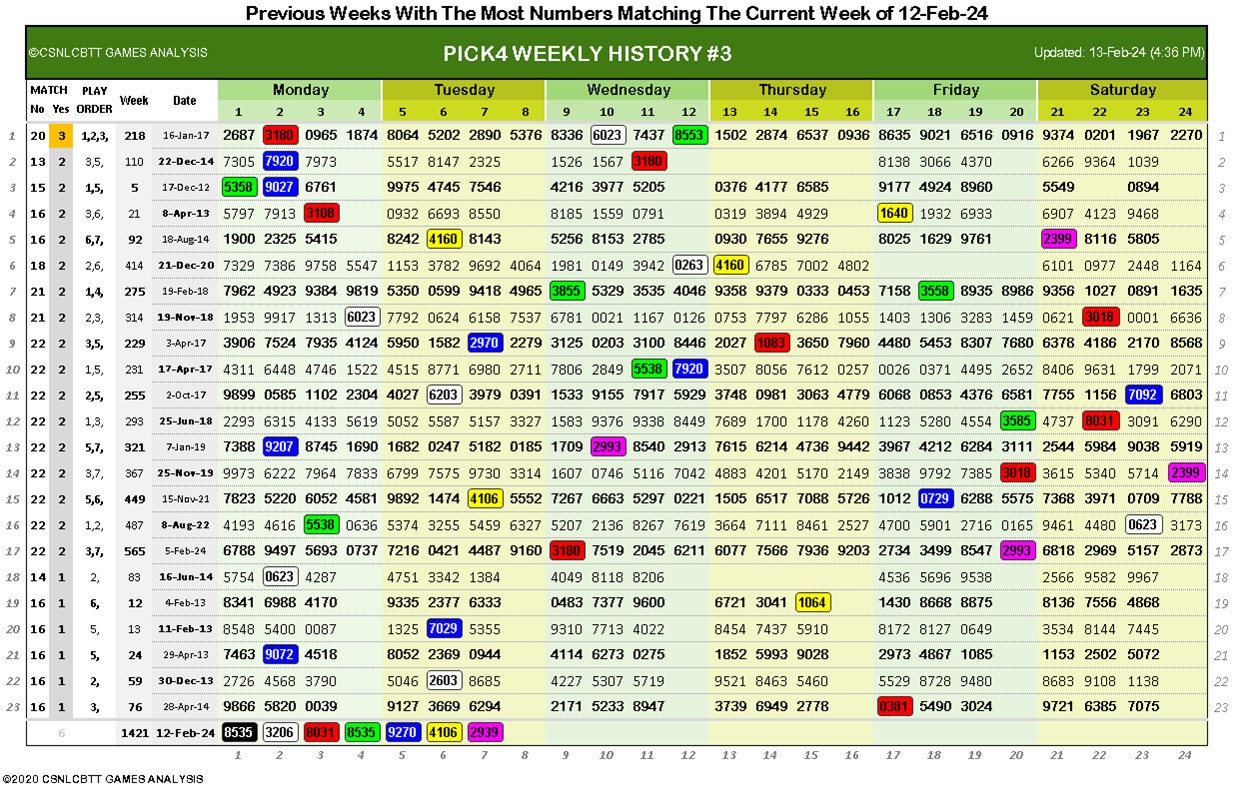 Previous Weeks With The Most Numbers Matching The Current Week of 12-Feb-24
©CSNLCBTT GAMES ANALYSIS PICK4 WEEKLY HISTORY #3 Updated: 13-Feb-24 (4:36 PM)
MATCH PLAY ORDER Week Date Monday Tuesday Wednesday Thursday Friday Saturday
No Yes 1 2 3 4 5 6 7 8 9 10 11 12 13 14 15 16 17 18 19 20 21 22 23 24
1 20 3 1,2,3, 218 16-Jan-17 2687 3180 0965 1874 8064 5202 2890 5376 8336 6023 7437 8553 1502 2874 6537 0936 8635 9021 6516 0916 9374 0201 1967 2270 1
2 13 2 3,5, 110 22-Dec-14 7305 7920 7973 5517 8147 2325 1526 1567 3180 8138 3066 4370 6266 9364 1039 2
3 15 2 1,5, 5 17-Dec-12 5358 9027 6761 9975 4745 7546 4216 3977 5205 0376 4177 6585 9177 4924 8960 5549 0894 3
4 16 2 3,6, 21 8-Apr-13 5797 7913 3108 0932 6693 8550 8185 1559 0791 0319 3894 4929 1640 1932 6933 6907 4123 9468 4
5 16 2 6,7, 92 18-Aug-14 1900 2325 5415 8242 4160 8143 5256 8153 2785 0930 7655 9276 8025 1629 9761 2399 8116 5805 5
6 18 2 2,6, 414 21-Dec-20 7329 7386 9758 5547 1153 3782 9692 4064 1981 0149 3942 0263 4160 6785 7002 4802 6101 0977 2448 1164 6
7 21 2 1,4, 275 19-Feb-18 7962 4923 9384 9819 5350 0599 9418 4965 3855 5329 3535 4046 9358 9379 0333 0453 7158 3558 8935 8986 9356 1027 0891 1635 7
8 21 2 2,3, 314 19-Nov-18 1953 9917 1313 6023 7792 0624 6158 7537 6781 0021 1167 0126 0753 7797 6286 1055 1403 1306 3283 1459 0621 3018 0001 6636 8
9 22 2 3,5, 229 3-Apr-17 3906 7524 7935 4124 5950 1582 2970 2279 3125 0203 3100 8446 2027 1083 3650 7960 4480 5453 8307 7680 6378 4186 2170 8568 9
10 22 2 1,5, 231 17-Apr-17 4311 6448 4746 1522 4515 8771 6980 2711 7806 2849 5538 7920 3507 8056 7612 0257 0026 0371 4495 2652 8406 9631 1799 2071 10
11 22 2 2,5, 255 2-Oct-17 9899 0585 1102 2304 4027 6203 3979 0391 1533 9155 7917 5929 3748 0981 3063 4779 6068 0853 4376 6581 7755 1156 7092 6803 11
12 22 2 1,3, 293 25-Jun-18 2293 6315 4133 5619 6185 5587 5157 3327 1585 9376 9338 8449 7689 1700 1178 4260 1123 5280 4554 3585 4737 8031 3091 6290 12
13 22 2 5,7, 321 7-Jan-19 7388 9207 8745 1690 1682 0247 5182 0185 1709 2993 8540 2913 7615 6214 4736 9442 3967 4212 6284 3111 2544 5984 9038 5919 13
14 22 2 3,7, 367 25-Nov-19 9973 6222 7964 7833 6799 7575 9730 3314 1607 0746 5116 7042 4883 4201 5170 2149 3838 9792 7385 3018 3615 5340 5714 2399 14
15 22 2 5,6, 449 15-Nov-21 7823 5220 6052 4581 9892 1474 4106 5552 7267 6663 5297 0221 1505 6517 7088 5726 1012 0729 6288 5575 7368 3971 0709 7788 15
16 22 2 1,2, 487 8-Aug-22 4193 4616 5538 0636 5374 3255 5459 6327 5207 2136 8267 7619 3664 7111 8461 2527 4700 5901 2716 0165 9461 4480 0623 3173 16
17 22 2 3,7, 565 5-Feb-24 6788 9497 5693 0737 7216 0421 4487 9160 3180 7519 2045 6211 6077 7566 7936 9203 2734 3499 8547 2993 6818 2969 5157 2873 17
18 14 1 2, 83 16-Jun-14 5754 0623 4287 4751 3342 1384 4049 8118 8206 4536 5696 9538 2566 9582 9967 18
19 16 1 6, 12 4-Feb-13 8341 6988 4170 9335 2377 6333 0483 7377 9600 6721 3041 1064 1430 8668 8875 8136 7556 4868 19
20 16 1 5, 13 11-Feb-13 8548 5400 0087 1325 7029 5355 9310 7713 4022 8454 7437 5910 8172 8127 0649 3534 8144 7445 20
21 16 1 5, 24 29-Apr-13 7463 9072 4518 8052 2369 0944 4114 6273 0275 1852 5993 9028 2973 4867 1085 1153 2502 5072 21
22 16 1 2, 59 30-Dec-13 2726 4568 3790 5046 2603 8685 4227 5307 5719 9521 8463 5460 5529 8728 9480 8683 9108 1138 22
23 16 1 3, 76 28-Apr-14 9866 5820 0039 9127 3669 6294 2171 5233 8947 3739 6949 2778 0381 5490 3024 9721 6385 7075 23
6 1421 12-Feb-24 8535 3206 8031 8535 9270 4106 2939
1 2 3 4 5 6 7 8 9 10 11 12 13 14 15 16 17 18 19 20 21 22 23 24
©2020 CSNLCBTT GAMES ANALYSIS